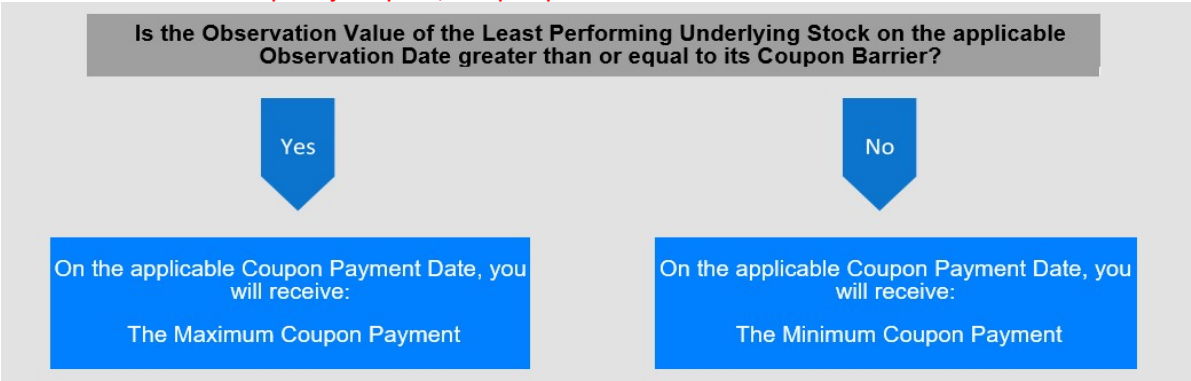 Is the Observation Value of the Least Performing Underlying Stock on the applicable
Observation Date greater than or equal to its Coupon Barrier?
Yes
No
On the applicable Coupon Payment Date, you
will receive:
The Maximum Coupon Payment
On the applicable Coupon Payment Date, you
will receive:
The Minimum Coupon Payment